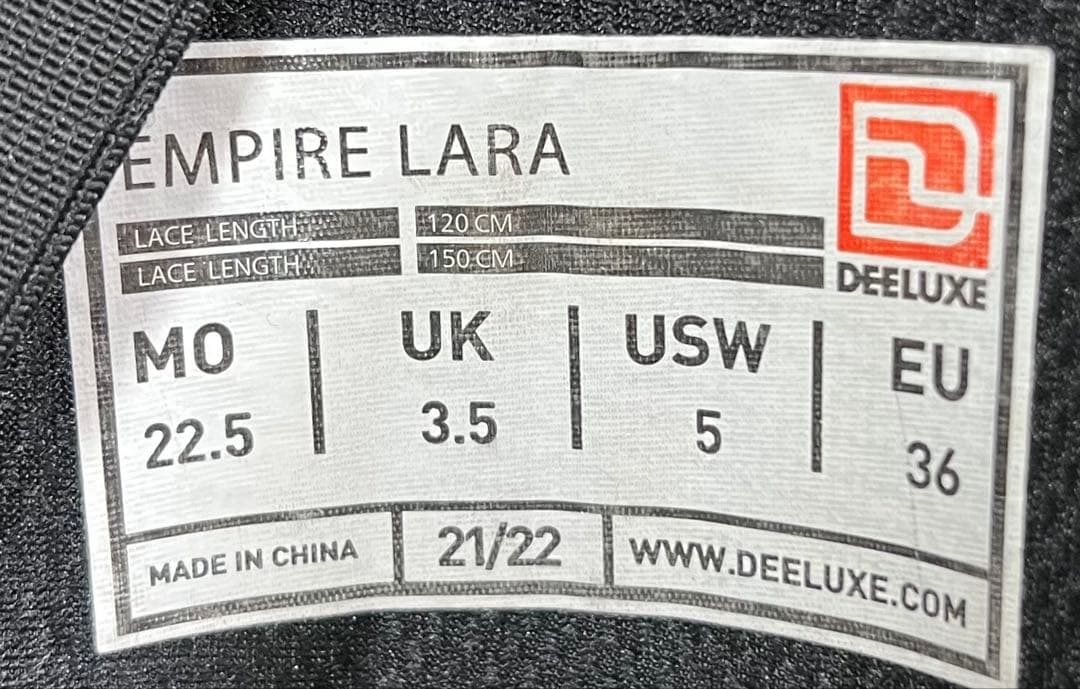 EMPIRE LARA
LACE LENGTH 120 CM
LACE LENGTH 150 CM
DEELUXE
MO UK USW EU
22.5 3.5 5 36
MADE IN CHINA 21/22 WWW.DEELUXE.COM